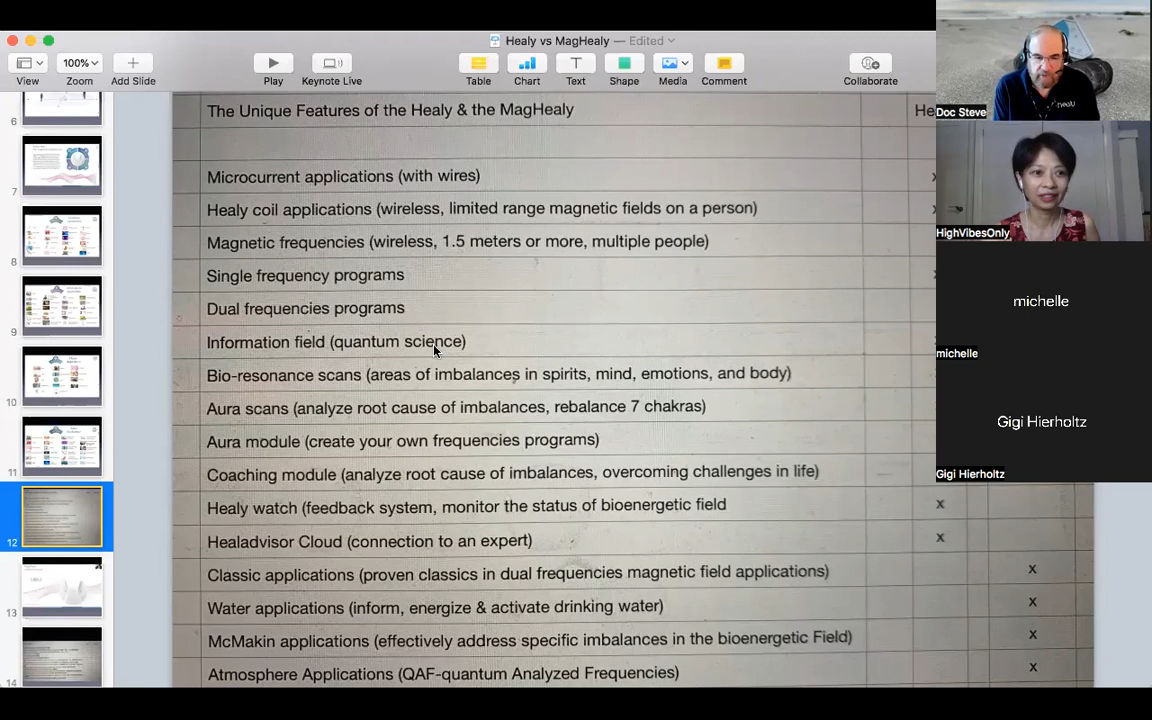 Healy vs MagHealy — Edited
100%
View
Zoom
Add Slide
Play
Keynote Live
Table
Chart
Text
Shape
Media
Comment
Collaborate
Doc Steve
HighVibesOnly
michelle
michelle
Gigi Hierholtz
Gigi Hierholtz
6
7
8
9
10
11
12
13
14
The Unique Features of the Healy & the MagHealy
He
Microcurrent applications (with wires)
Healy coil applications (wireless, limited range magnetic fields on a person)
Magnetic frequencies (wireless, 1.5 meters or more, multiple people)
Single frequency programs
Dual frequencies programs
Information field (quantum science)
Bio-resonance scans (areas of imbalances in spirits, mind, emotions, and body)
Aura scans (analyze root cause of imbalances, rebalance 7 chakras)
Aura module (create your own frequencies programs)
Coaching module (analyze root cause of imbalances, overcoming challenges in life)
Healy watch (feedback system, monitor the status of bioenergetic field x
Healadvisor Cloud (connection to an expert) x
Classic applications (proven classics in dual frequencies magnetic field applications) x
Water applications (inform, energize & activate drinking water) x
McMakin applications (effectively address specific imbalances in the bioenergetic Field) x
Atmosphere Applications (QAF-quantum Analyzed Frequencies) x